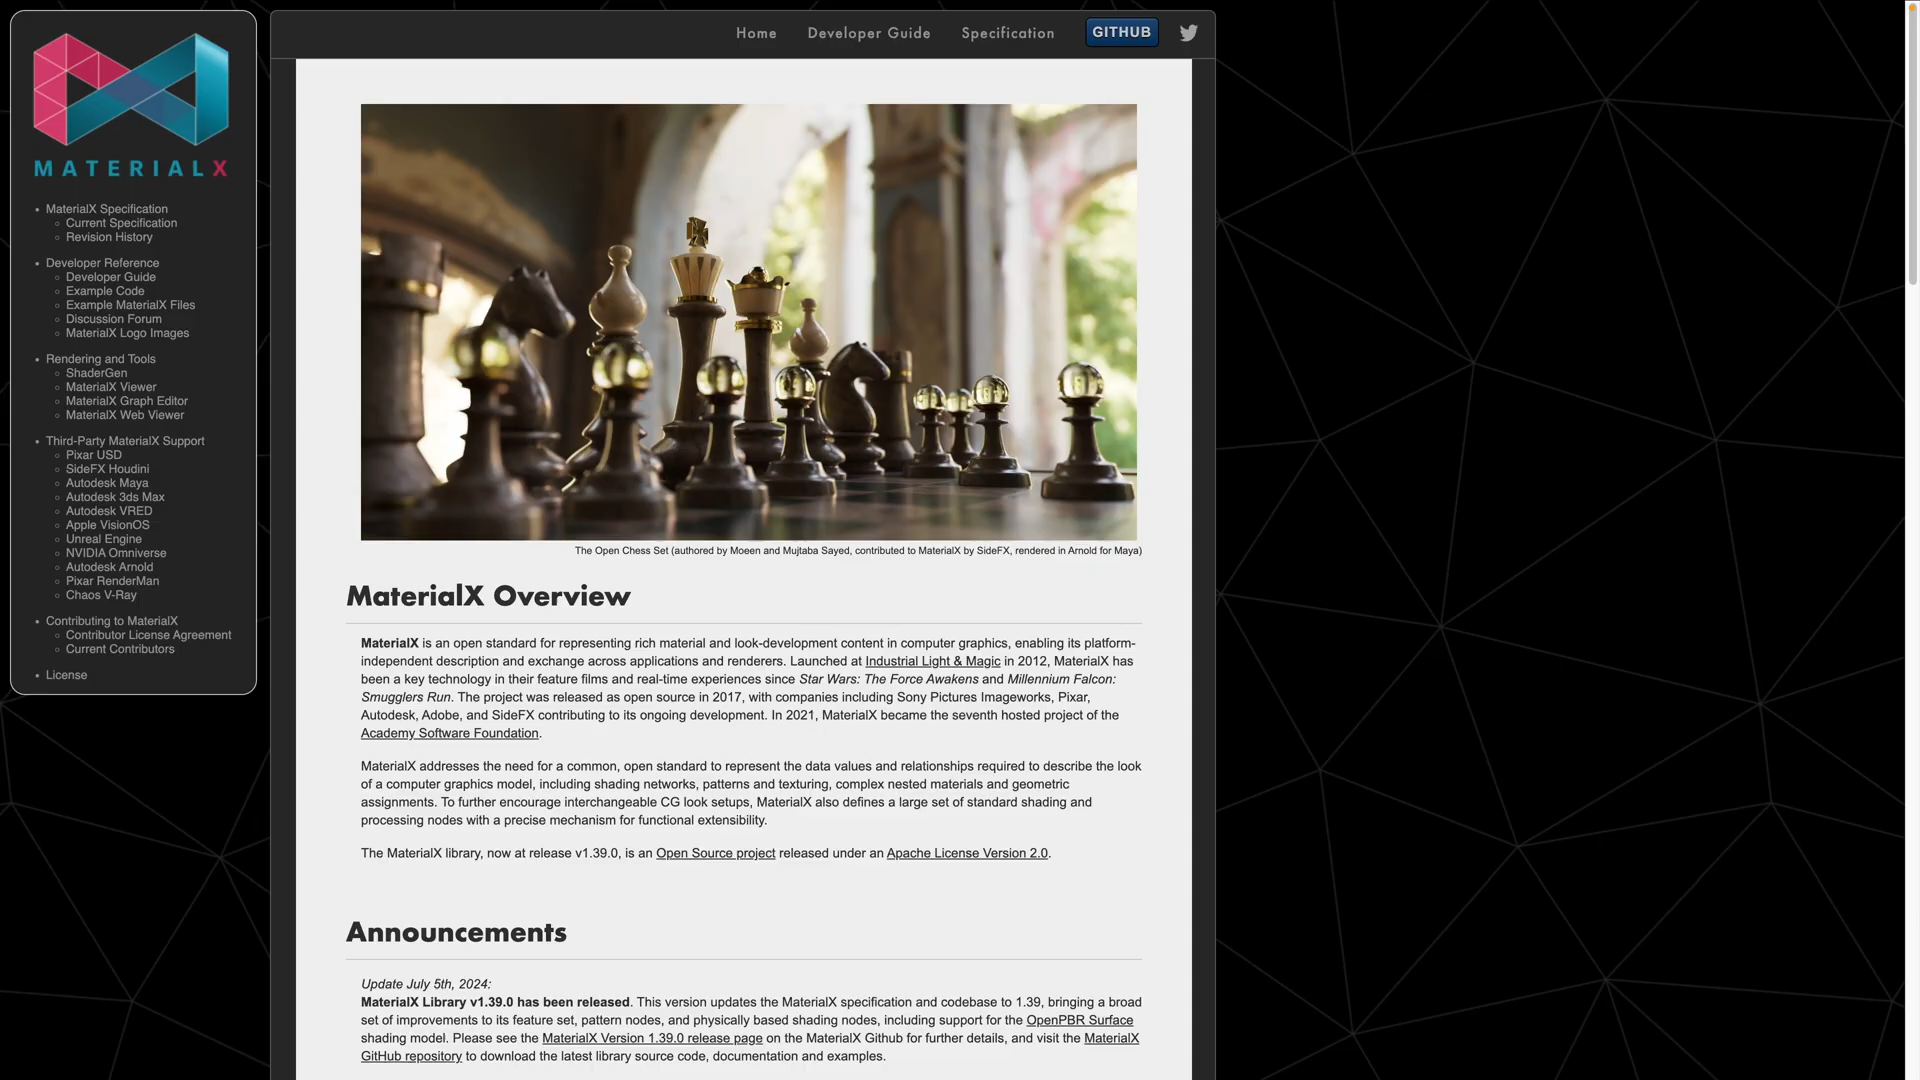 MATERIALX
MaterialX Specification
Current Specification
Revision History
Developer Reference
Developer Guide
Example Code
Example MaterialX Files
Discussion Forum
MaterialX Logo Images
Rendering and Tools
ShaderGen
MaterialX Viewer
MaterialX Graph Editor
MaterialX Web Viewer
Third-Party MaterialX Support
Pixar USD
SideFX Houdini
Autodesk Maya
Autodesk 3ds Max
Autodesk VRED
Apple VisionOS
Unreal Engine
NVIDIA Omniverse
Autodesk Arnold
Pixar RenderMan
Chaos V-Ray
Contributing to MaterialX
Contributor License Agreement
Current Contributors
License
Home Developer Guide Specification GITHUB
The Open Chess Set (authored by Moeen and Mujtaba Sayed, contributed to MaterialX by SideFX, rendered in Arnold for Maya)
MaterialX Overview
MaterialX is an open standard for representing rich material and look-development content in computer graphics, enabling its platform-
independent description and exchange across applications and renderers. Launched at Industrial Light & Magic in 2012, MaterialX has
been a key technology in their feature films and real-time experiences since Star Wars: The Force Awakens and Millennium Falcon:
Smugglers Run. The project was released as open source in 2017, with companies including Sony Pictures Imageworks, Pixar,
Autodesk, Adobe, and SideFX contributing to its ongoing development. In 2021, MaterialX became the seventh hosted project of the
Academy Software Foundation.
MaterialX addresses the need for a common, open standard to represent the data values and relationships required to describe the look
of a computer graphics model, including shading networks, patterns and texturing, complex nested materials and geometric
assignments. To further encourage interchangeable CG look setups, MaterialX also defines a large set of standard shading and
processing nodes with a precise mechanism for functional extensibility.
The MaterialX library, now at release v1.39.0, is an Open Source project released under an Apache License Version 2.0.
Announcements
Update July 5th, 2024:
MaterialX Library v1.39.0 has been released. This version updates the MaterialX specification and codebase to 1.39, bringing a broad
set of improvements to its feature set, pattern nodes, and physically based shading nodes, including support for the OpenPBR Surface
shading model. Please see the MaterialX Version 1.39.0 release page on the MaterialX Github for further details, and visit the MaterialX
GitHub repository to download the latest library source code, documentation and examples.